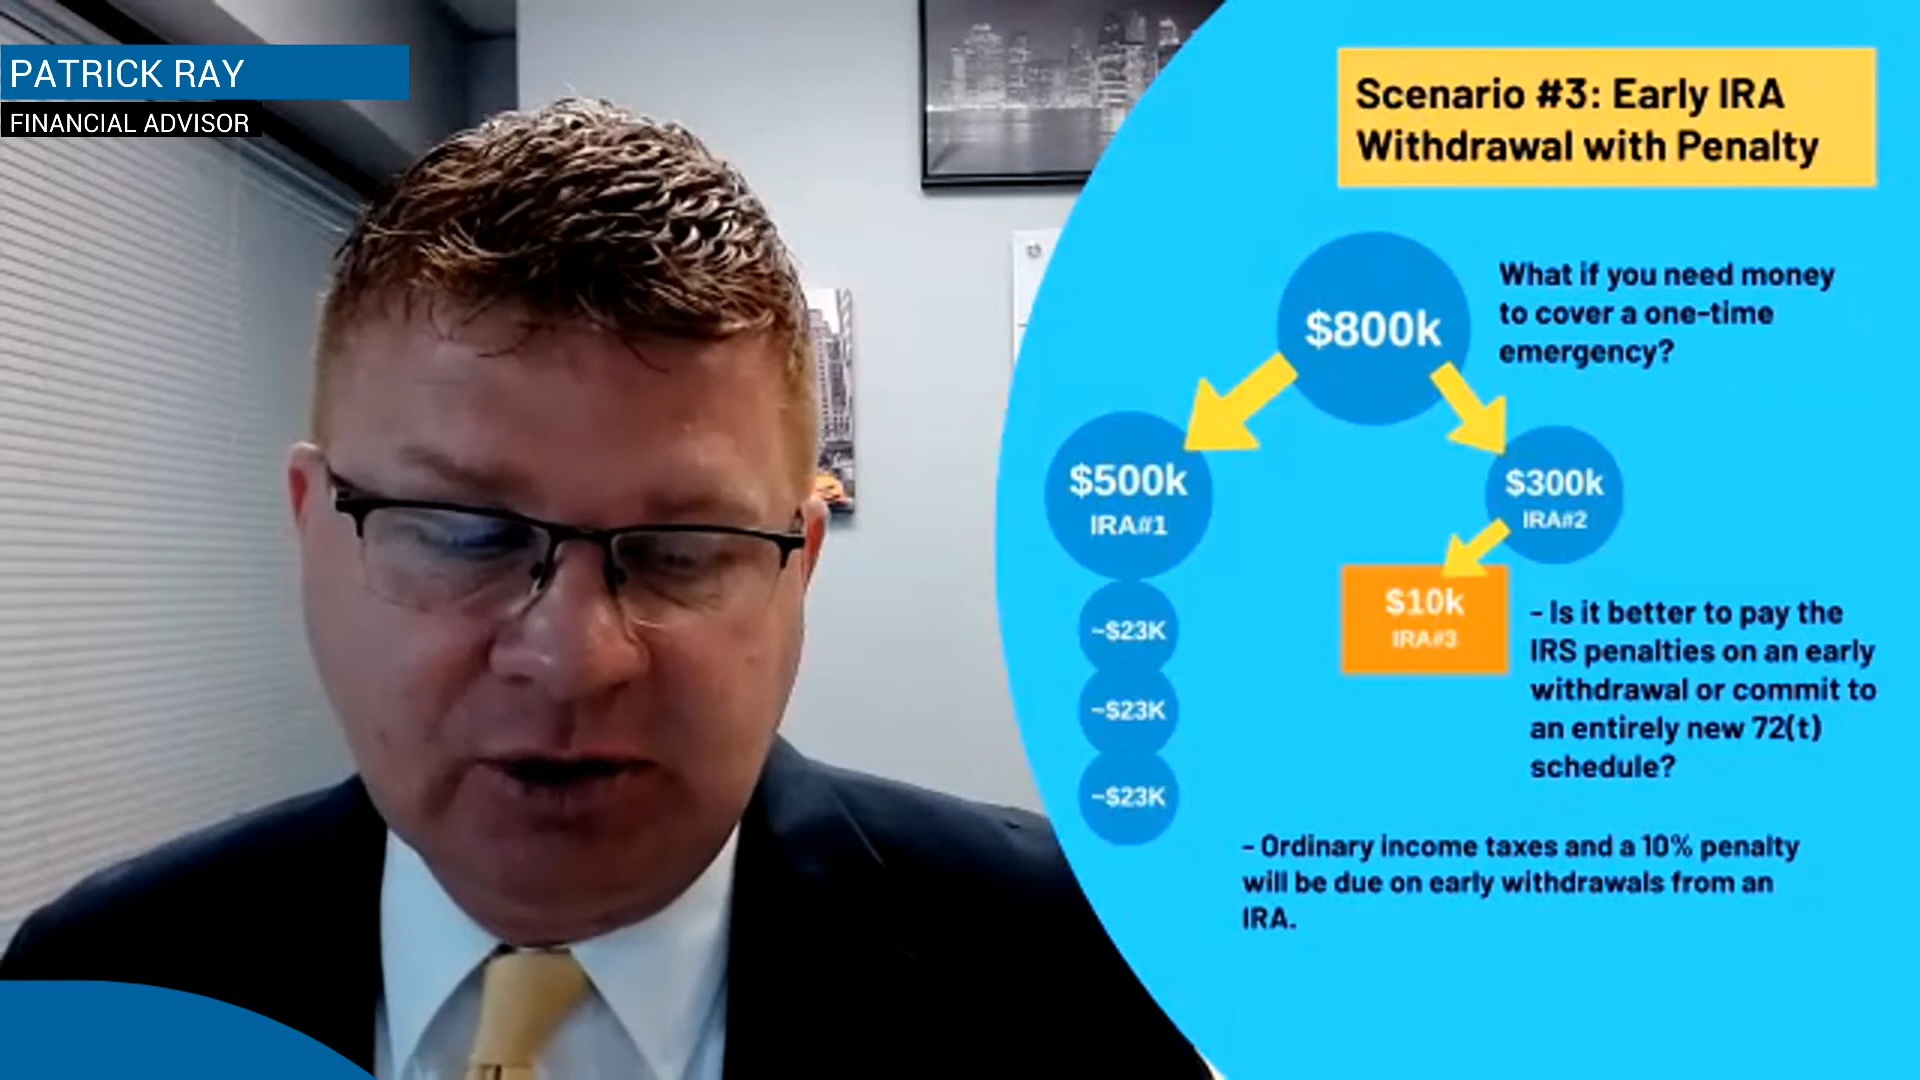 PATRICK RAY
FINANCIAL ADVISOR
Scenario #3: Early IRA
Withdrawal with Penalty
$800k
What if you need money
to cover a one-time
emergency?
$500k
IRA#1
$300k
IRA#2
~$23K
~$23K
~$23K
$10k
IRA#3
- Is it better to pay the
IRS penalties on an early
withdrawal or commit to
an entirely new 72(t)
schedule?
- Ordinary income taxes and a 10% penalty
will be due on early withdrawals from an
IRA.